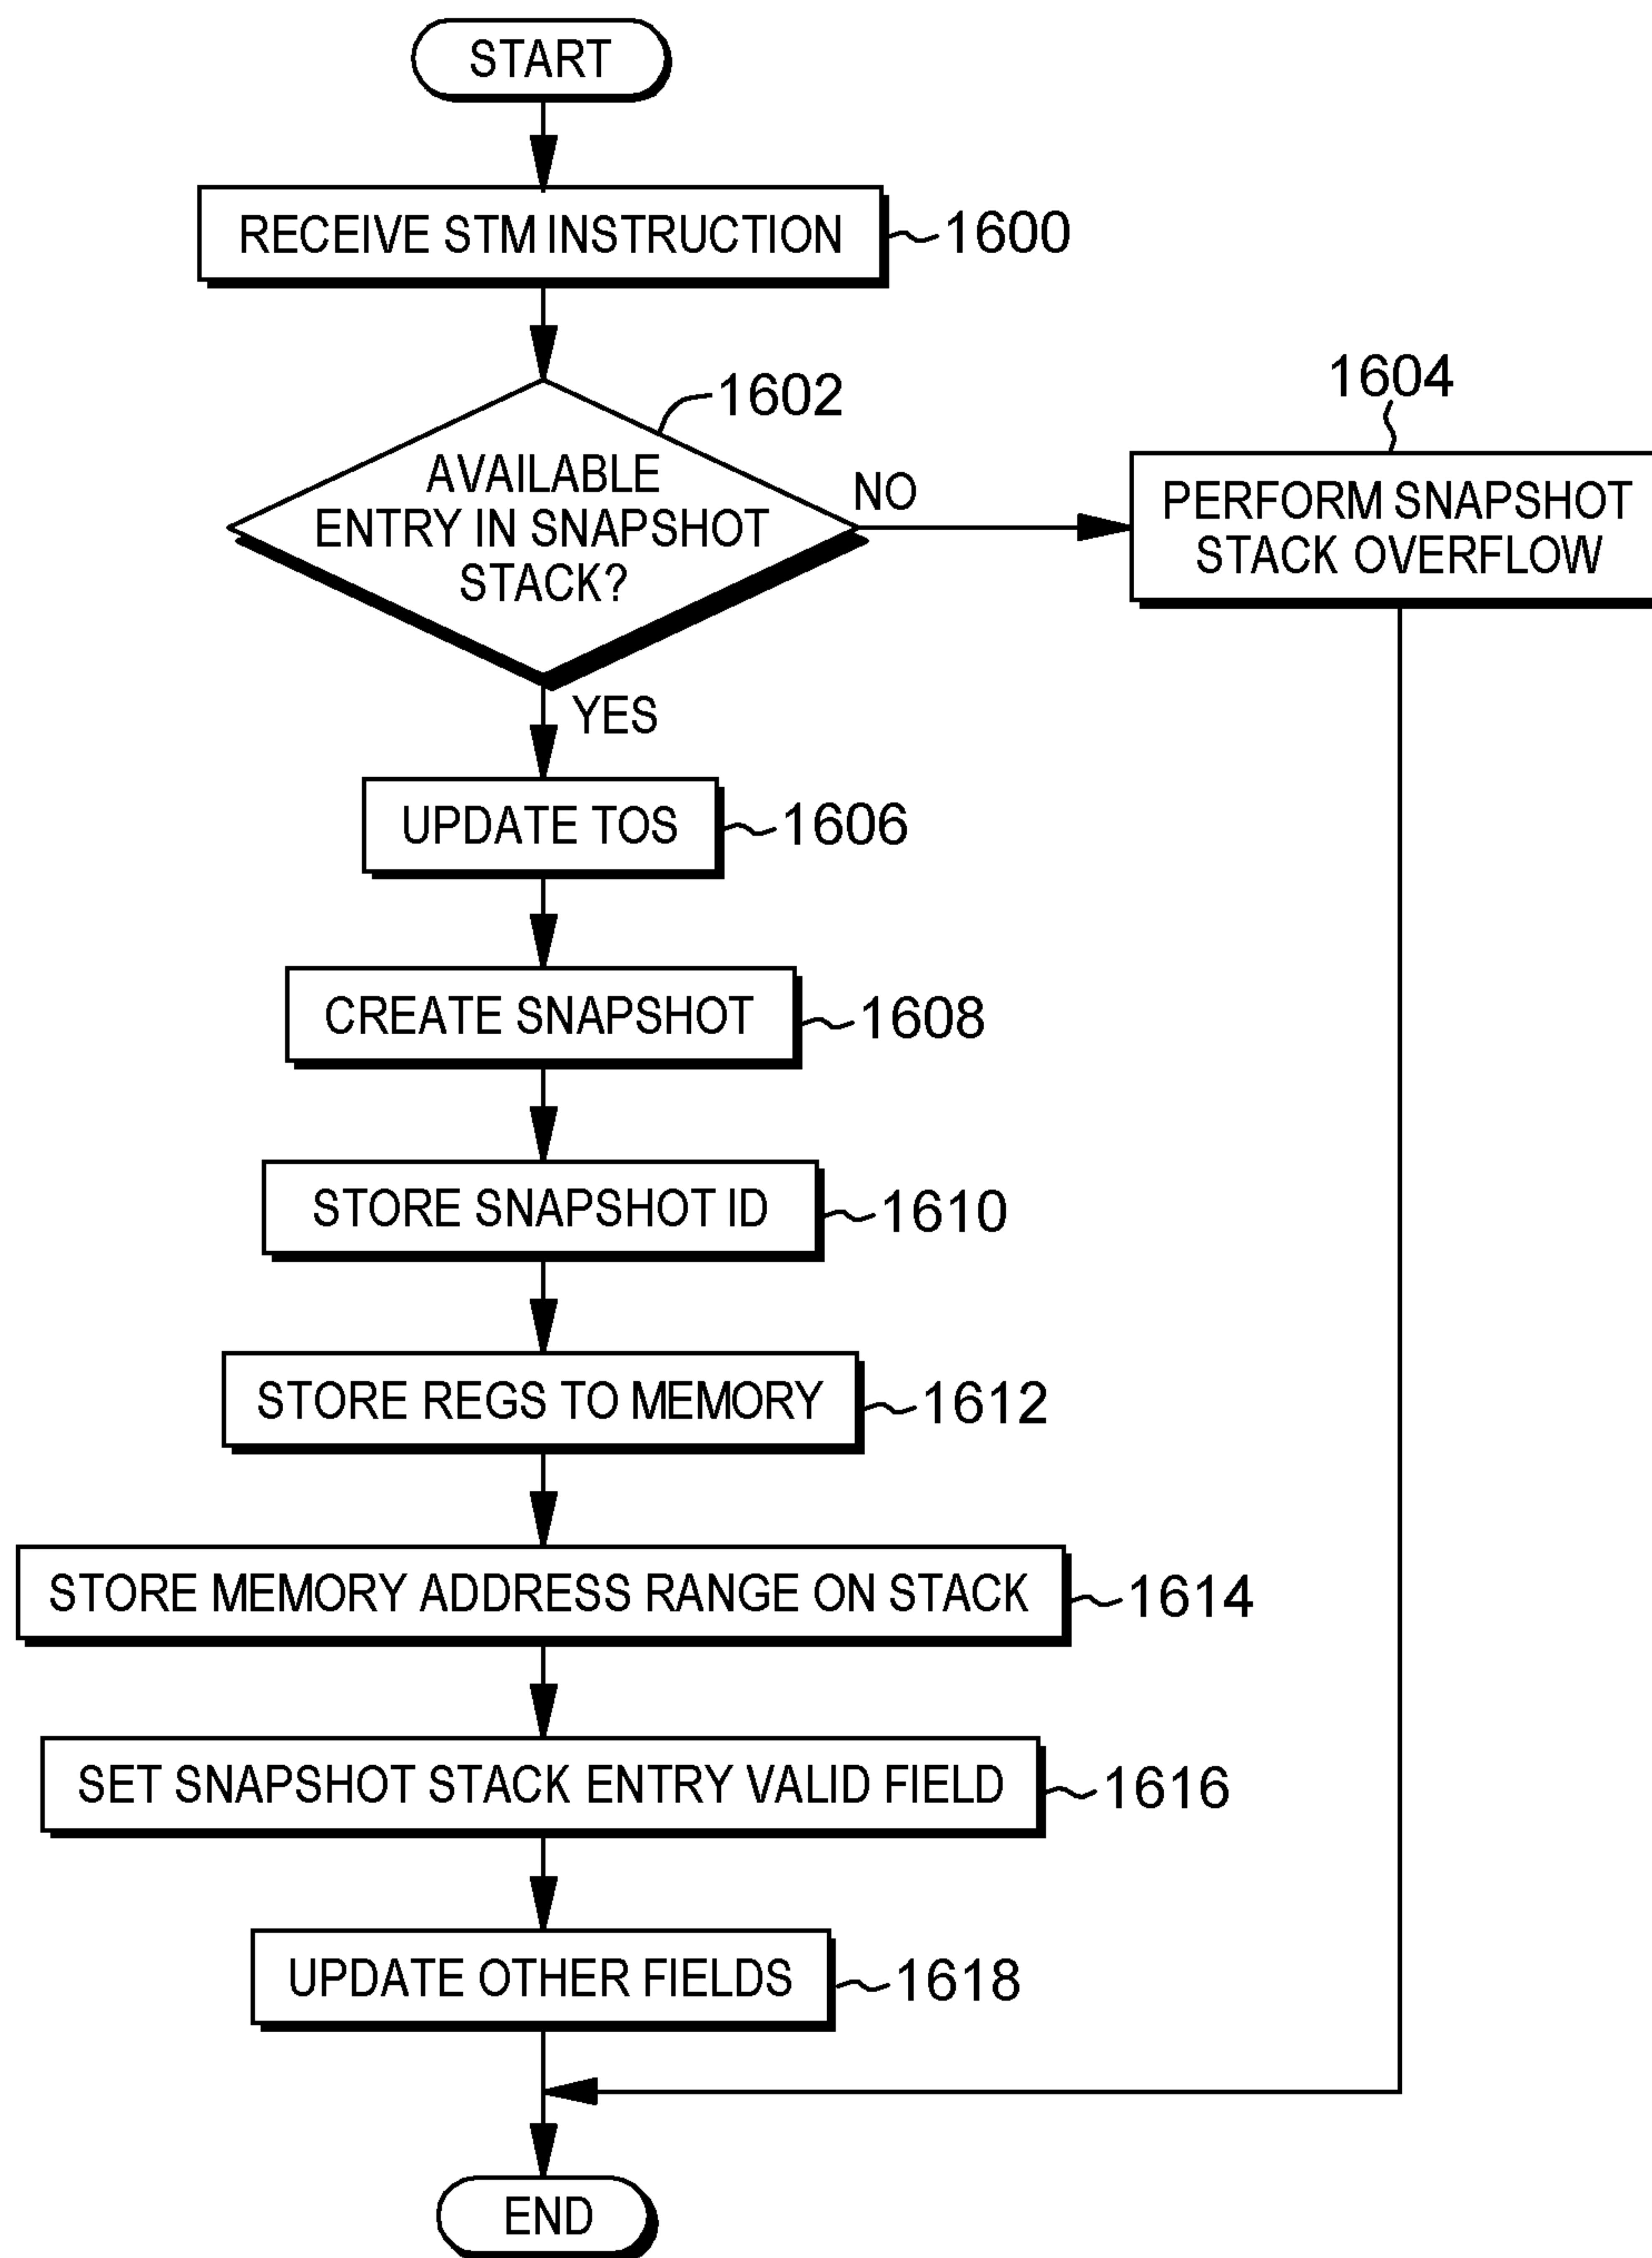 START
RECEIVE STM INSTRUCTION
1600
1602
AVAILABLE
ENTRY IN SNAPSHOT
STACK?
NO
1604
PERFORM SNAPSHOT
STACK OVERFLOW
YES
UPDATE TOS
1606
CREATE SNAPSHOT
1608
STORE SNAPSHOT ID
1610
STORE REGS TO MEMORY
1612
STORE MEMORY ADDRESS RANGE ON STACK
1614
SET SNAPSHOT STACK ENTRY VALID FIELD
1616
UPDATE OTHER FIELDS
1618
END